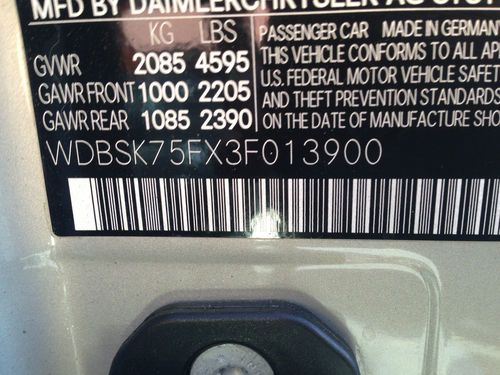 MFD BY DAIMLERCHRYSLER AG
KG LBS
GVWR 2085 4595
GAWR FRONT 1000 2205
GAWR REAR 1085 2390
PASSENGER CAR MADE IN GERMANY
THIS VEHICLE CONFORMS TO ALL
U.S. FEDERAL MOTOR VEHICLE
AND THEFT PREVENTION
ON THE DATE OF MANUFACTURE
WDBSK75FX3F013900